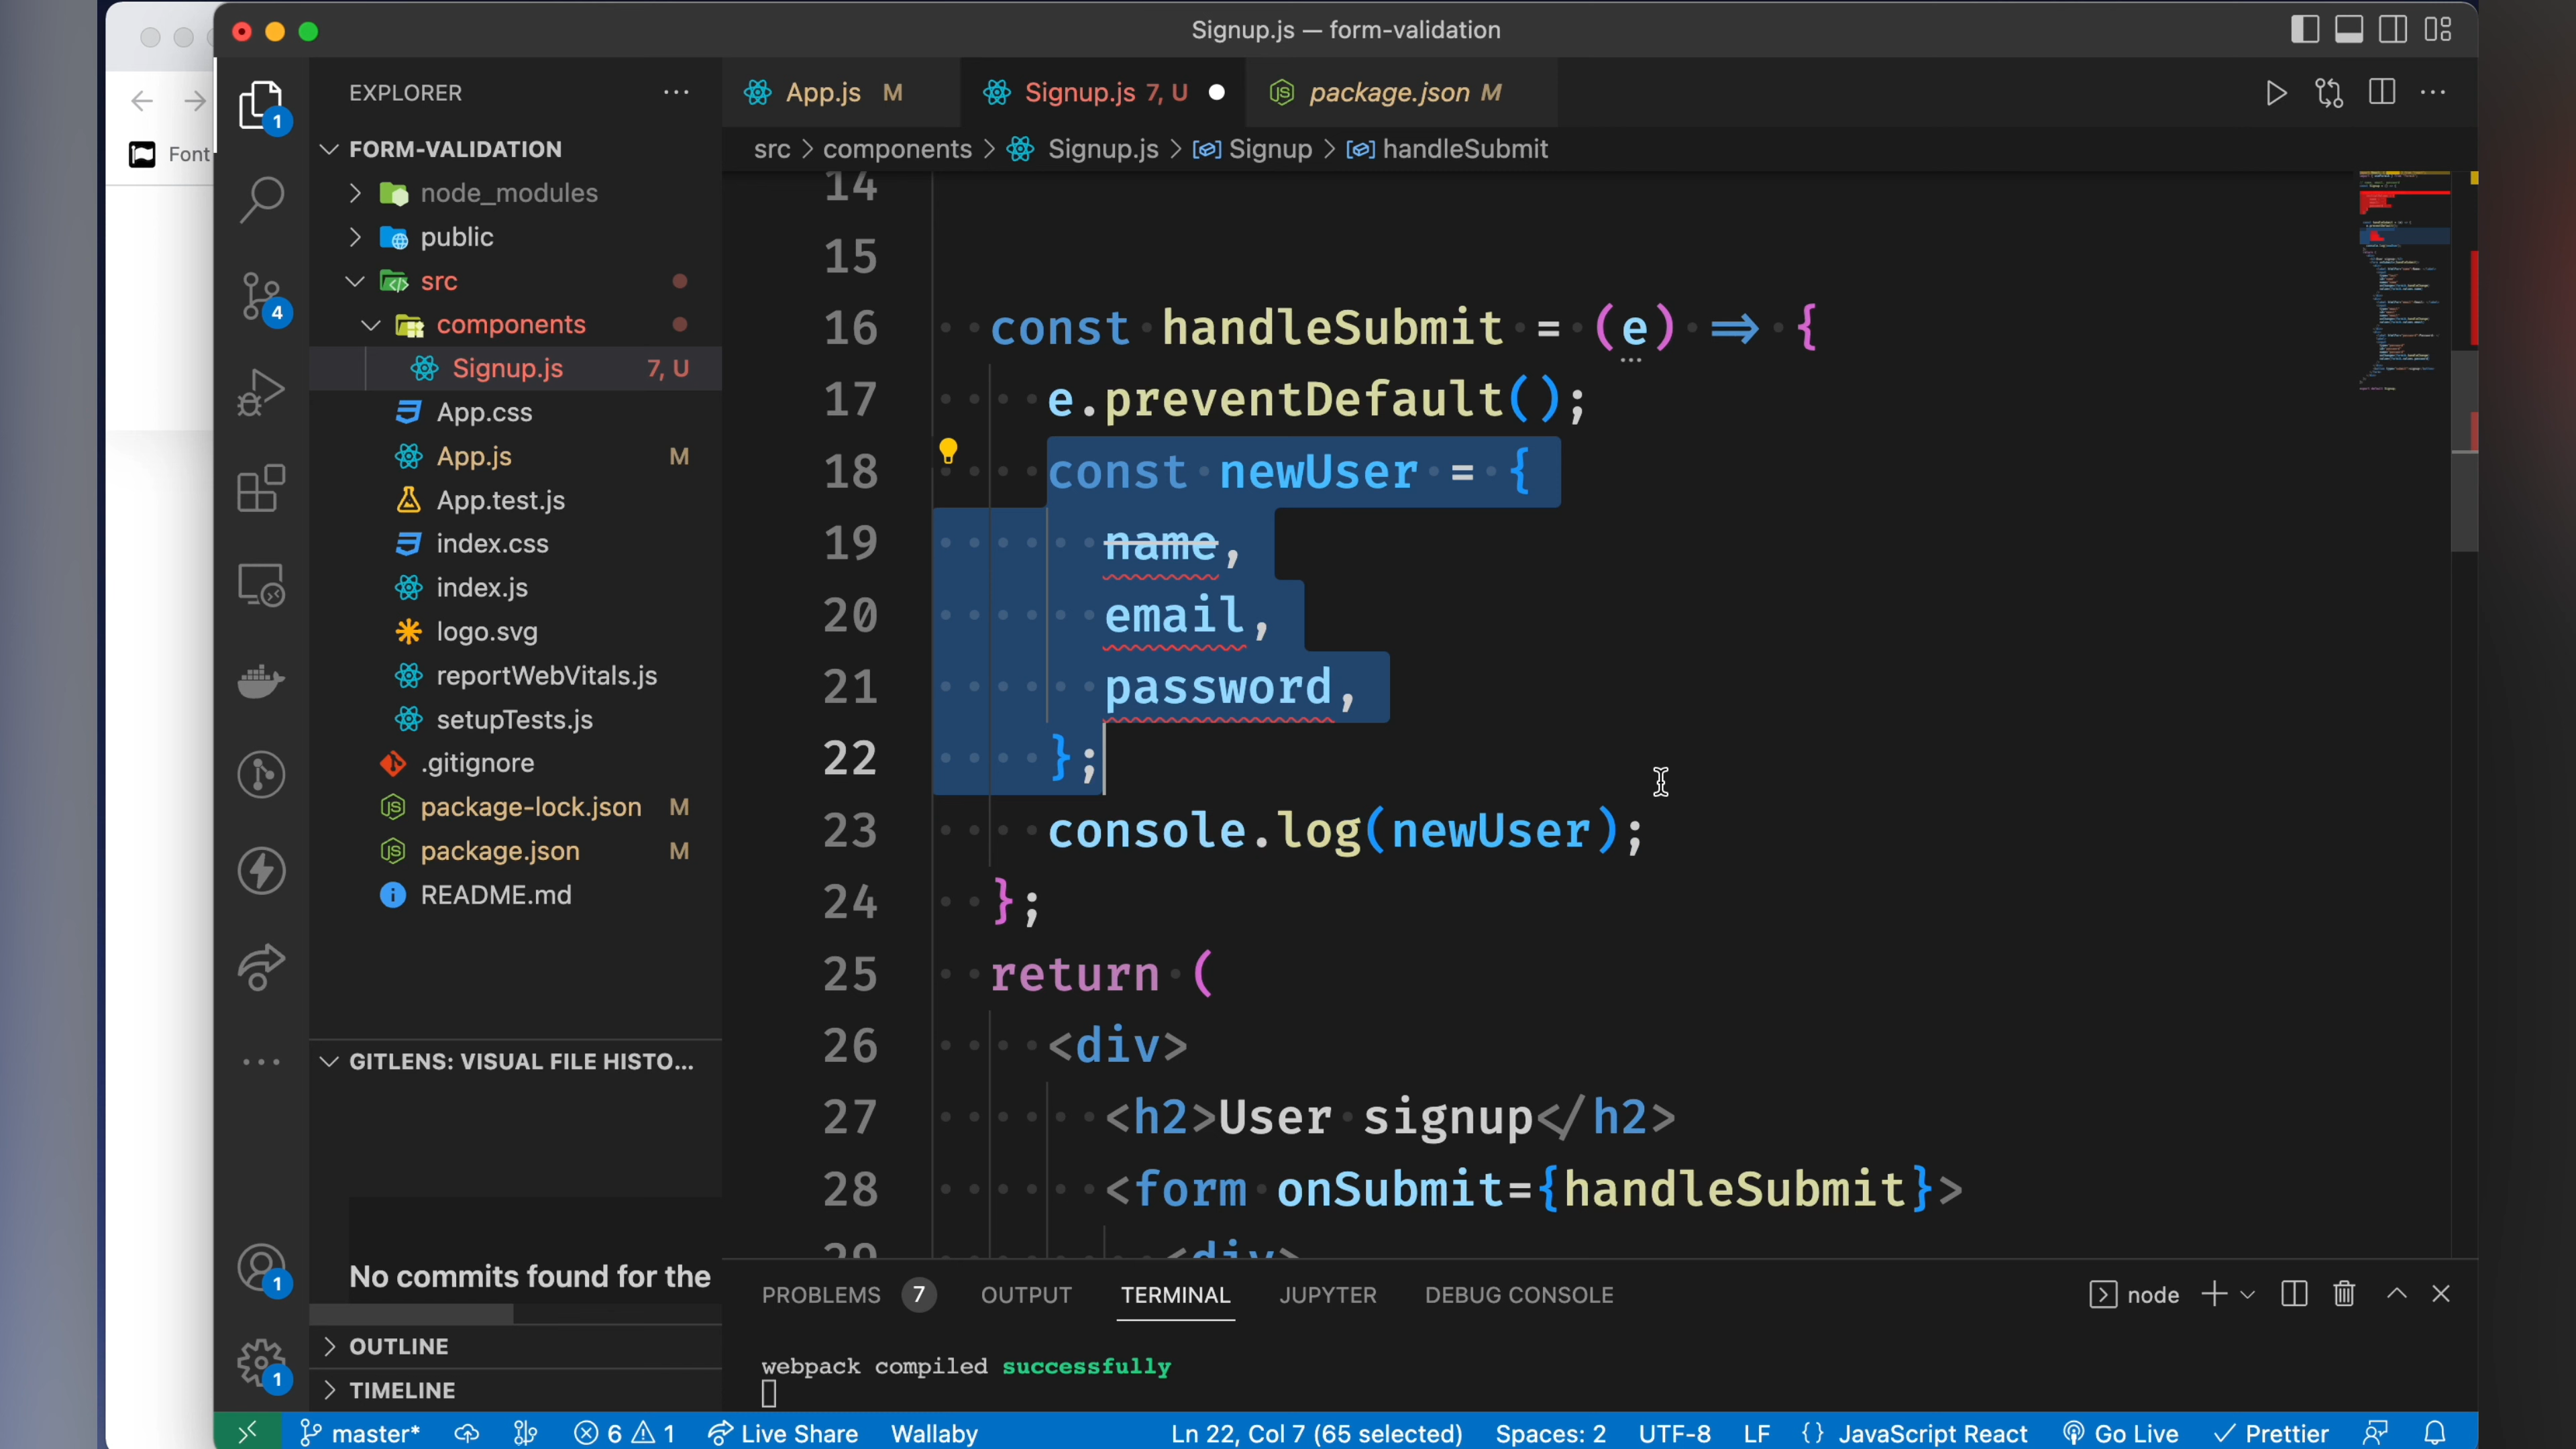 Signup.js — form-validation
Font
EXPLORER
FORM-VALIDATION
node_modules
public
src
components
Signup.js 7, U
App.css
App.js M
App.test.js
index.css
index.js
logo.svg
reportWebVitals.js
setupTests.js
.gitignore
package-lock.json M
package.json M
README.md
GITLENS: VISUAL FILE HISTO...
No commits found for the
OUTLINE
TIMELINE
1
4
1
1
App.js M
Signup.js 7, U
package.json M
src > components > Signup.js > Signup > handleSubmit
14
15
16 const handleSubmit = (e) => {
17 e.preventDefault();
18 const newUser = {
19 name,
20 email,
21 password,
22 };
23 console.log(newUser);
24 };
25 return (
26 <div>
27 <h2>User signup</h2>
28 <form onSubmit={handleSubmit}>
29 <div>
PROBLEMS 7 OUTPUT TERMINAL JUPYTER DEBUG CONSOLE node
webpack compiled successfully
master* 6 1 Live Share Wallaby Ln 22, Col 7 (65 selected) Spaces: 2 UTF-8 LF {} JavaScript React Go Live Prettier